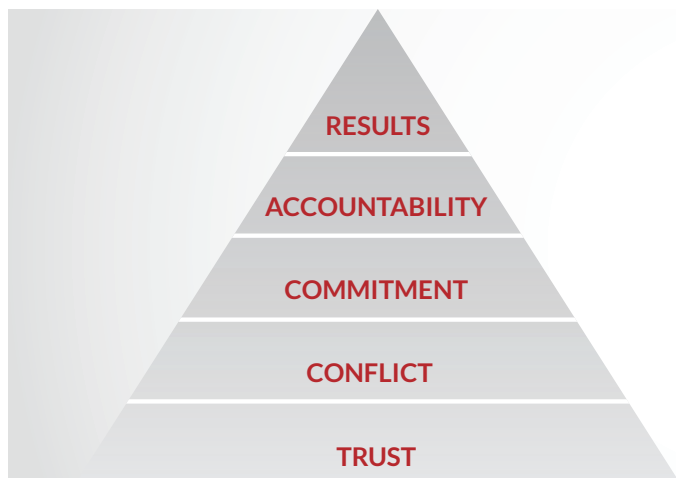 RESULTS
ACCOUNTABILITY
COMMITMENT
CONFLICT
TRUST